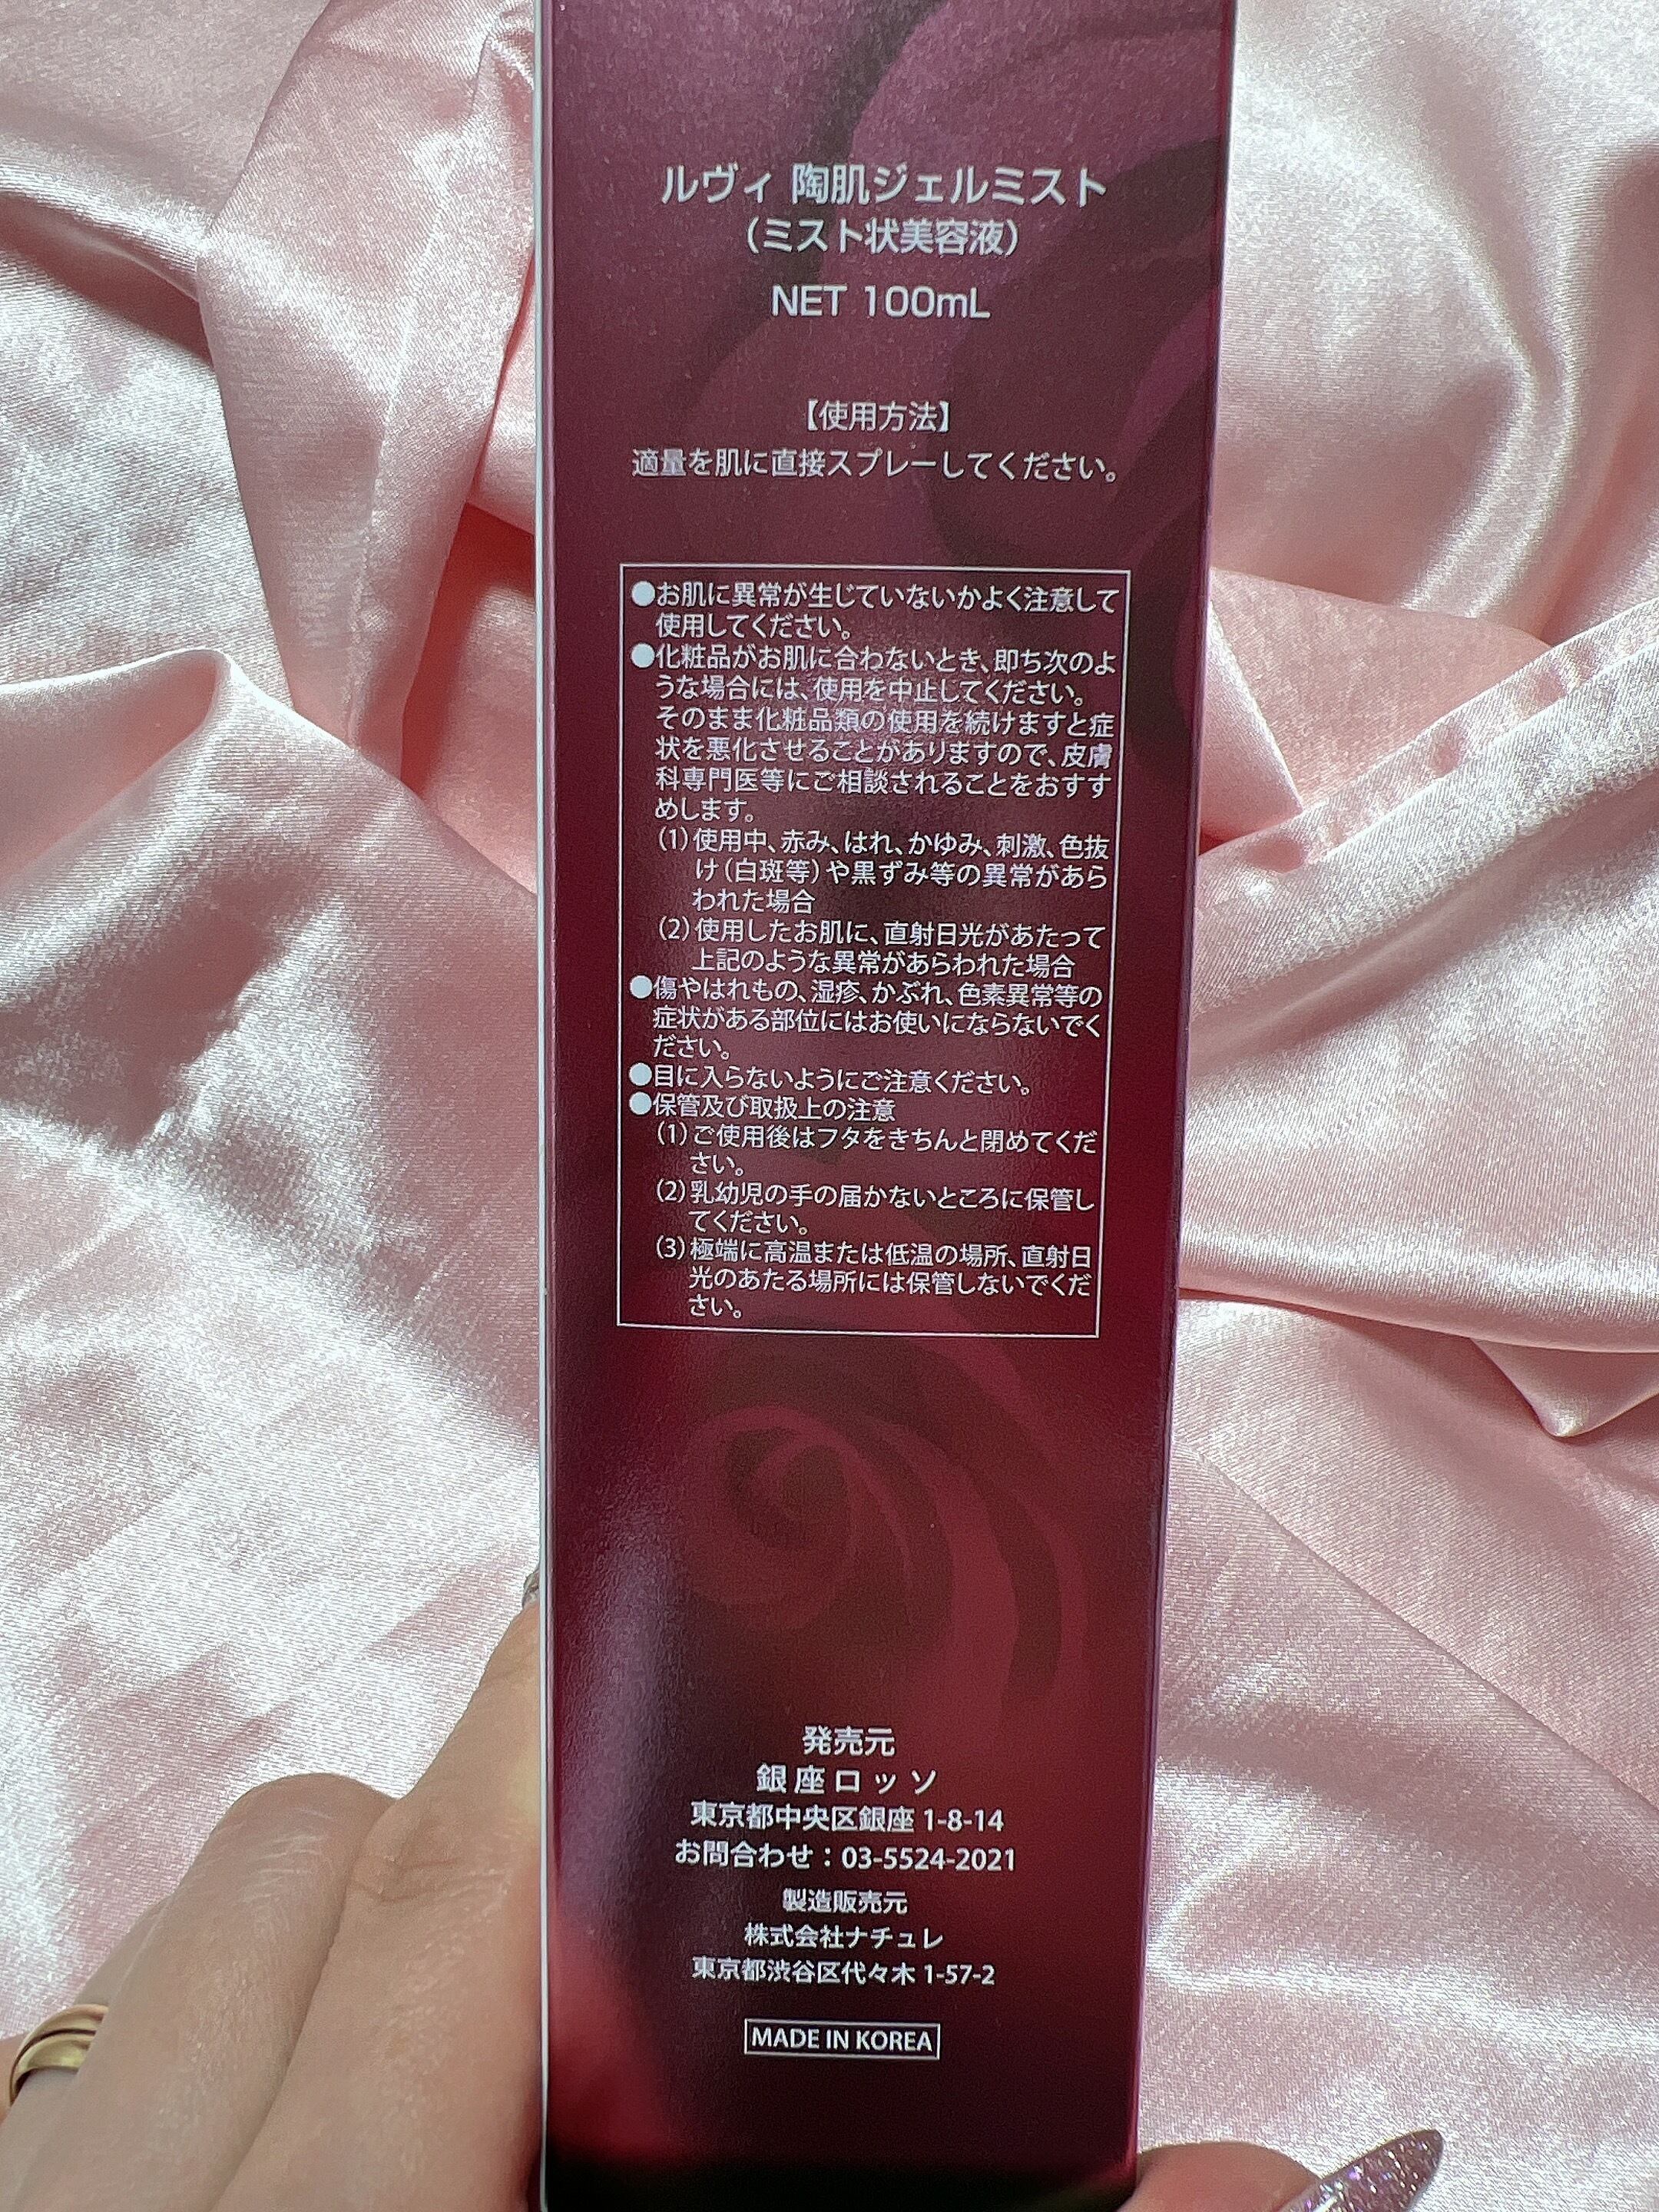 ルヴィ 陶肌ジェルミスト
（ミスト状美容液）
NET 100mL
【使用方法】
適量を肌に直接スプレーしてください。
●お肌に異常が生じていないかよく注意して
使用してください。
●化粧品がお肌に合わないとき、即ち次のよ
うな場合には、使用を中止してください。
そのまま化粧品類の使用を続けますと症
状を悪化させることがありますので、皮膚
科専門医等にご相談されることをおすす
めします。
（1）使用中、赤み、はれ、かゆみ、刺激、色抜
け（白斑等）や黒ずみ等の異常があら
われた場合
（2）使用したお肌に、直射日光があたって
上記のような異常があらわれた場合
●傷やはれもの、湿疹、かぶれ、色素異常等の
症状がある部位にはお使いにならないでく
ださい。
●目に入らないようにご注意ください。
●保管及び取扱上の注意
（1）ご使用後はフタをきちんと閉めてくだ
さい。
（2）乳幼児の手の届かないところに保管し
てください。
（3）極端に高温または低温の場所、直射日
光のあたる場所には保管しないでくだ
さい。
発売元
銀座ロッソ
東京都中央区銀座 1-8-14
お問合わせ：03-5524-2021
製造販売元
株式会社ナチュレ
東京都渋谷区代々木 1-57-2
MADE IN KOREA